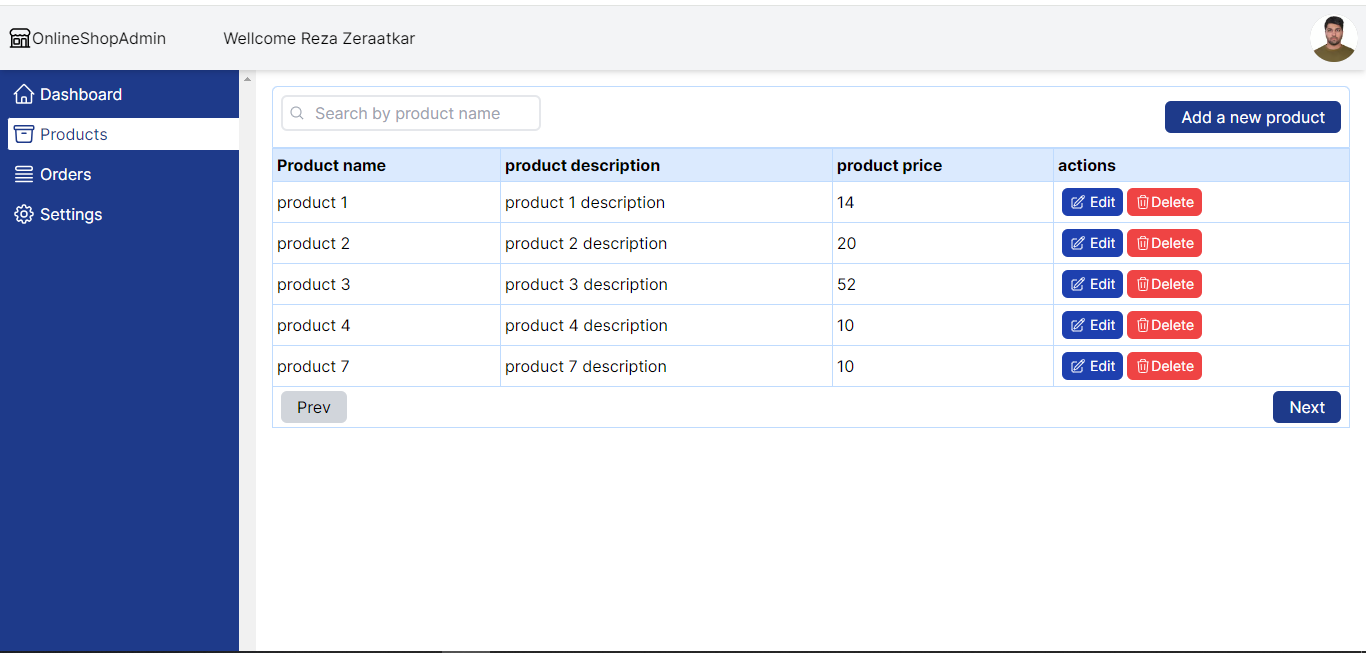 OnlineShopAdmin Wellcome Reza Zeraatkar
Dashboard
Products
Orders
Settings
Search by product name Add a new product
Product name product description product price actions
product 1 product 1 description 14 Edit Delete
product 2 product 2 description 20 Edit Delete
product 3 product 3 description 52 Edit Delete
product 4 product 4 description 10 Edit Delete
product 7 product 7 description 10 Edit Delete
Prev Next